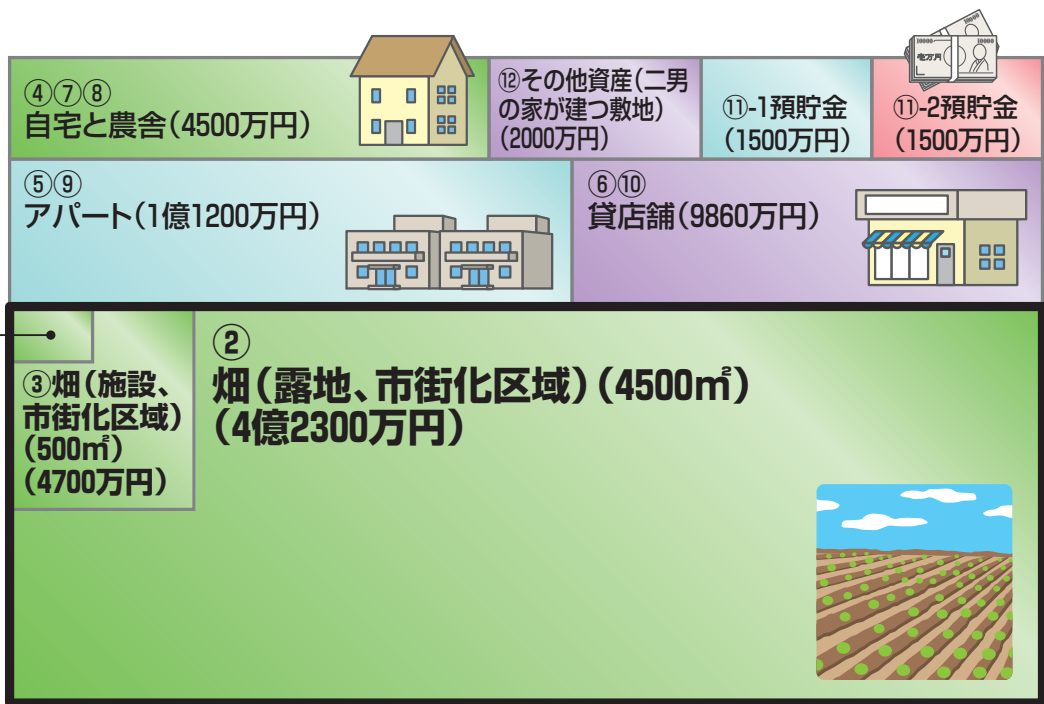 ④⑦⑧
自宅と農舎(4500万円)
⑫その他資産(二男
の家が建つ敷地)
(2000万円)
⑪-1預貯金
(1500万円)
10000 10000
壱万円
⑪-2預貯金
(1500万円)
⑤⑨
アパート(1億1200万円)
⑥⑩
貸店舗(9860万円)
③畑(施設、
市街化区域)
(500㎡)
(4700万円)
②
畑(露地、市街化区域)(4500㎡)
(4億2300万円)